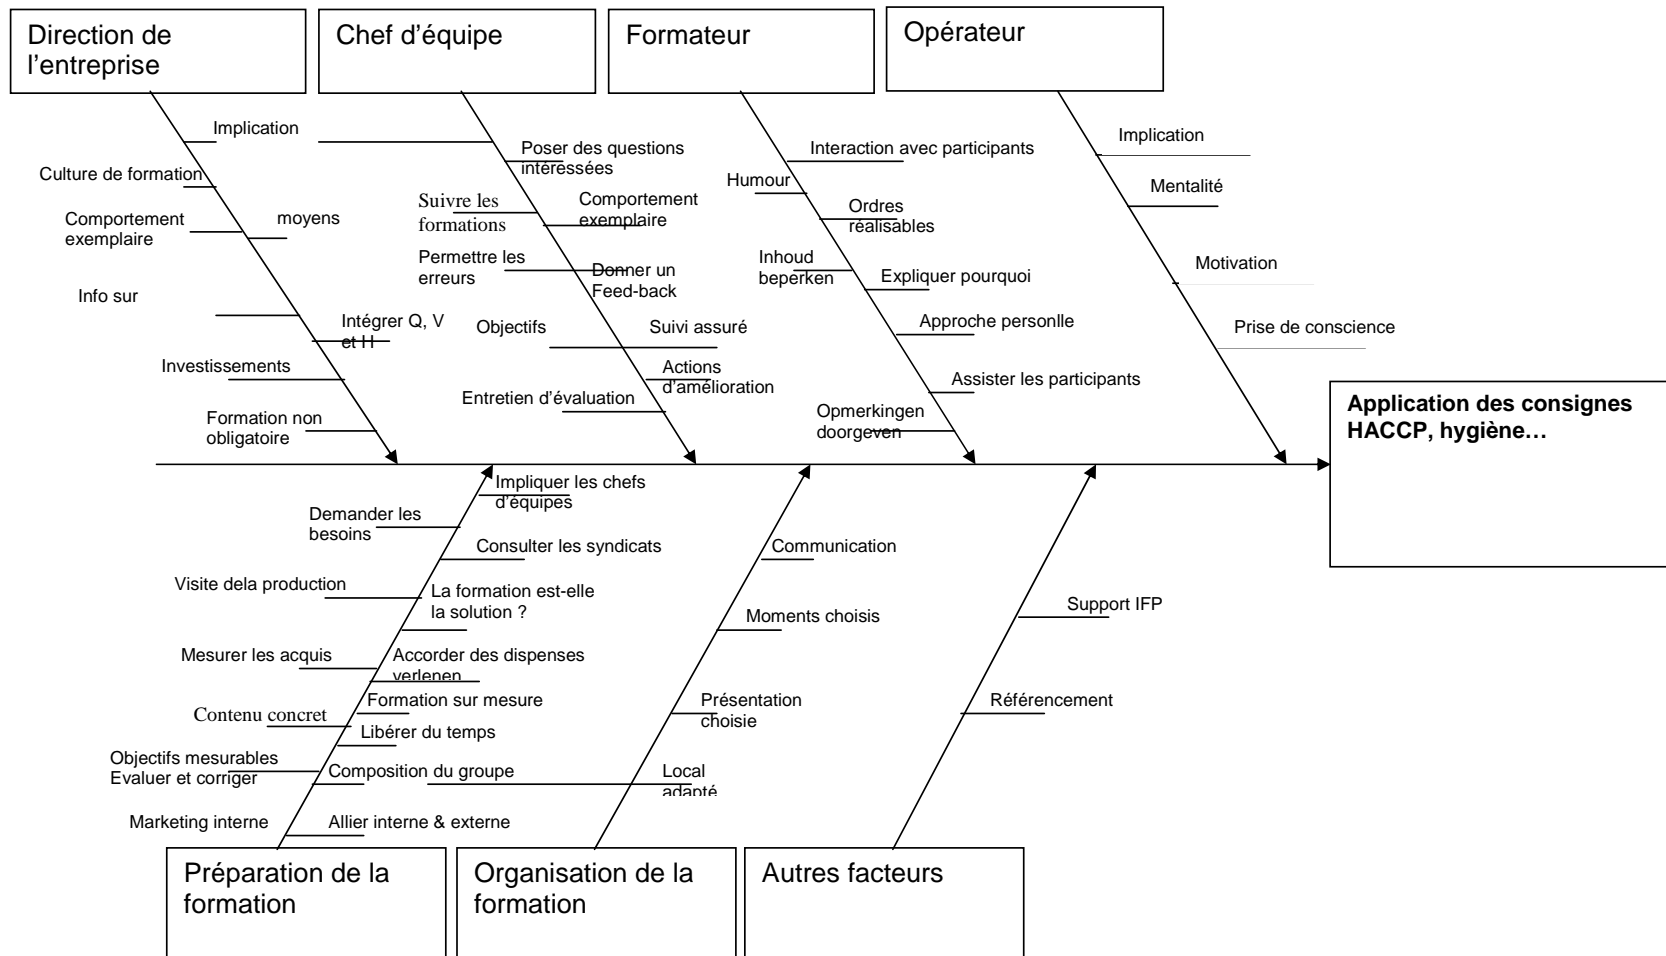 Direction de
l'entreprise
Chef d'équipe
Formateur
Opérateur
Implication
Culture de formation
Comportement
exemplaire
moyens
Info sur
Intégrer Q, V
et H
Investissements
Formation non
obligatoire
Poser des questions
intéressées
Suivre les
formations
Comportement
exemplaire
Permettre les
erreurs
Donner un
Feed-back
Objectifs
Suivi assuré
Actions
d'amélioration
Entretien d'évaluation
Interaction avec participants
Humour
Ordres
réalisables
Inhoud
beperken
Expliquer pourquoi
Approche personlle
Assister les participants
Opmerkingen
doorgeven
Implication
Mentalité
Motivation
Prise de conscience
Application des consignes
HACCP, hygiène…
Impliquer les chefs
d'équipes
Demander les
besoins
Consulter les syndicats
Visite dela production
La formation est-elle
la solution ?
Mesurer les acquis
Accorder des dispenses
verlenen
Formation sur mesure
Contenu concret
Libérer du temps
Objectifs mesurables
Evaluer et corriger
Composition du groupe
Marketing interne
Allier interne & externe
Communication
Moments choisis
Présentation
choisie
Local
adapté
Support IFP
Référencement
Préparation de la
formation
Organisation de la
formation
Autres facteurs